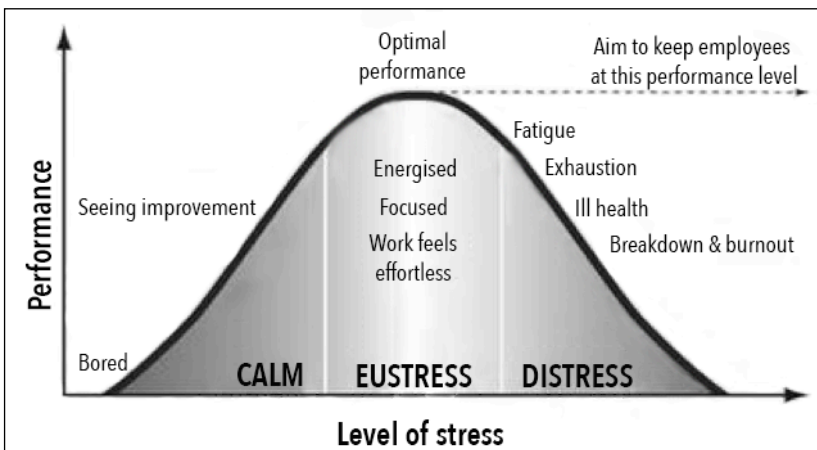 Optimal
performance
Aim to keep employees
at this performance level
Fatigue
Energised
Exhaustion
Seeing improvement
Focused
Ill health
Work feels
effortless
Breakdown & burnout
Performance
Bored
CALM
EUSTRESS
DISTRESS
Level of stress